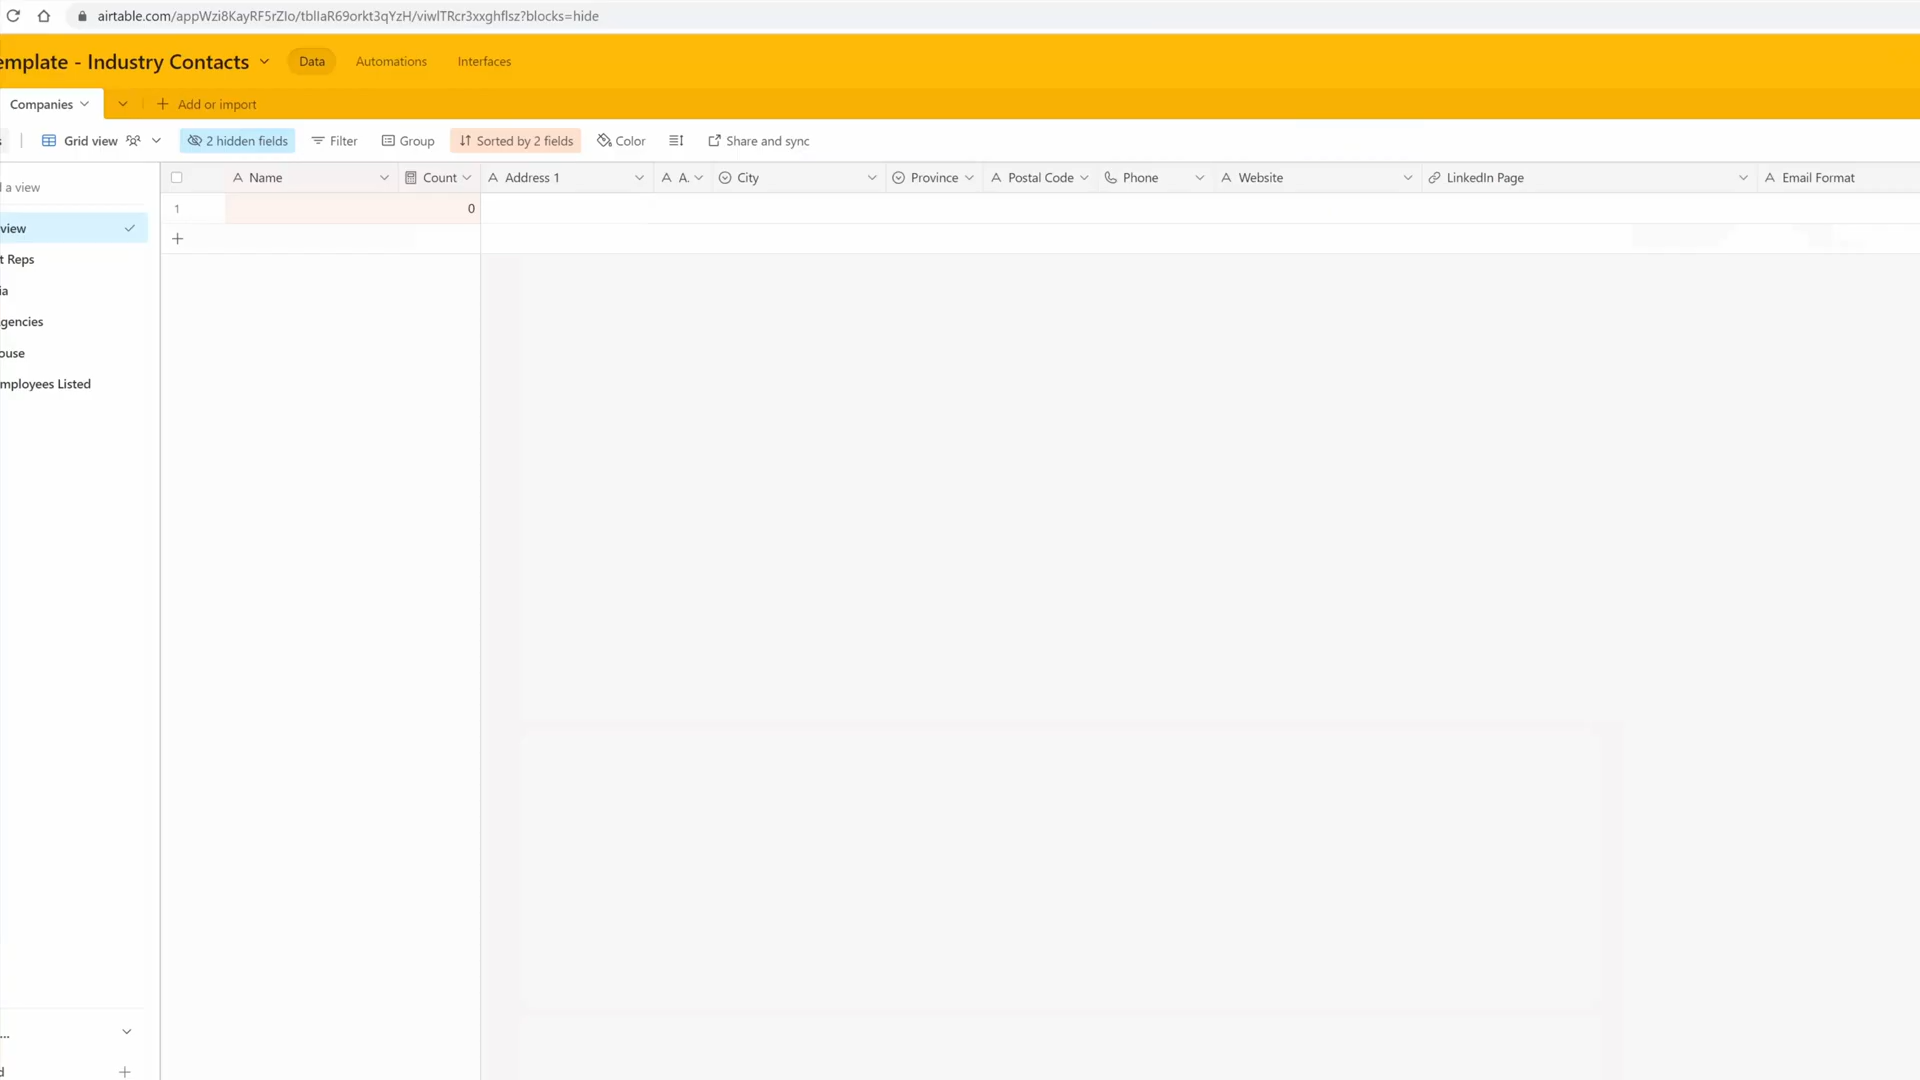 airtable.com/appWzi8KayRF5rZIo/tblIaR69orkt3qYzH/viwlTRcr3xxghflsz?blocks=hide
emplate - Industry Contacts
Data
Automations
Interfaces
Companies
Add or import
Grid view
2 hidden fields
Filter
Group
Sorted by 2 fields
Color
Share and sync
Name
Count
Address 1
A.
City
Province
Postal Code
Phone
Website
LinkedIn Page
Email Format
a view
1
0
view
t Reps
ia
gencies
ouse
mployees Listed
...
d